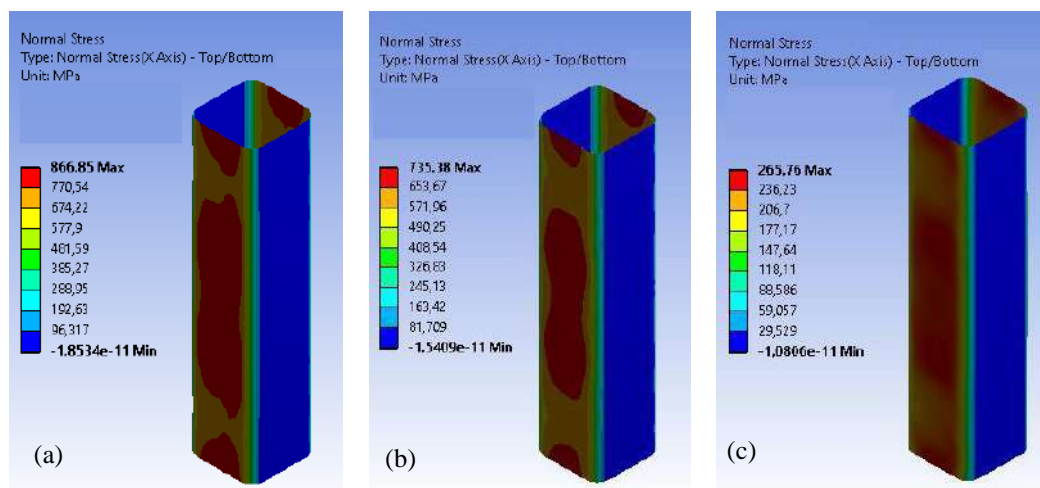 Normal Stress
Type: Normal Stress(X Axis) - Top/Bottom
Unit: MPa
866.85 Max
770,54
674,22
577,9
481,59
385,27
288,95
192,63
96,317
-1.8534e-11 Min
(a)
Normal Stress
Type: Normal Stress(X Axis) - Top/Bottom
Unit: MPa
735,38 Max
653,67
571,96
490,25
408,54
326,83
245,13
163,42
81,709
-1,5409e-11 Min
(b)
Normal Stress
Type: Normal Stress(X Axis) - Top/Bottom
Unit: MPa
265,76 Max
236,23
206,7
177,17
147,64
118,11
88,586
59,057
29,529
-1,0806e-11 Min
(c)